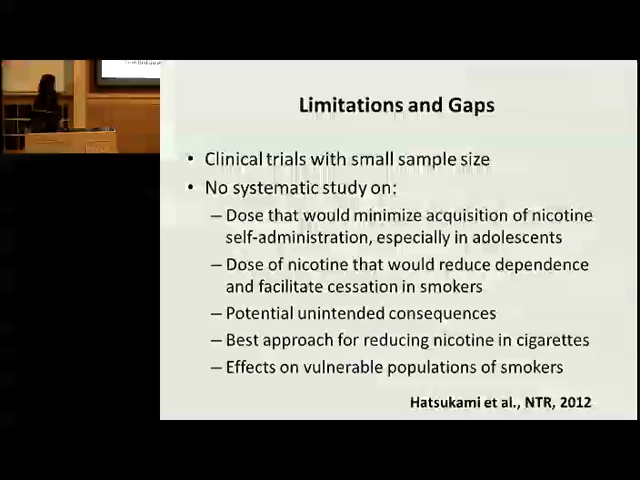 Limitations and Gaps
• Clinical trials with small sample size
• No systematic study on:
– Dose that would minimize acquisition of nicotine
self-administration, especially in adolescents
– Dose of nicotine that would reduce dependence
and facilitate cessation in smokers
– Potential unintended consequences
– Best approach for reducing nicotine in cigarettes
– Effects on vulnerable populations of smokers
Hatsukami et al., NTR, 2012